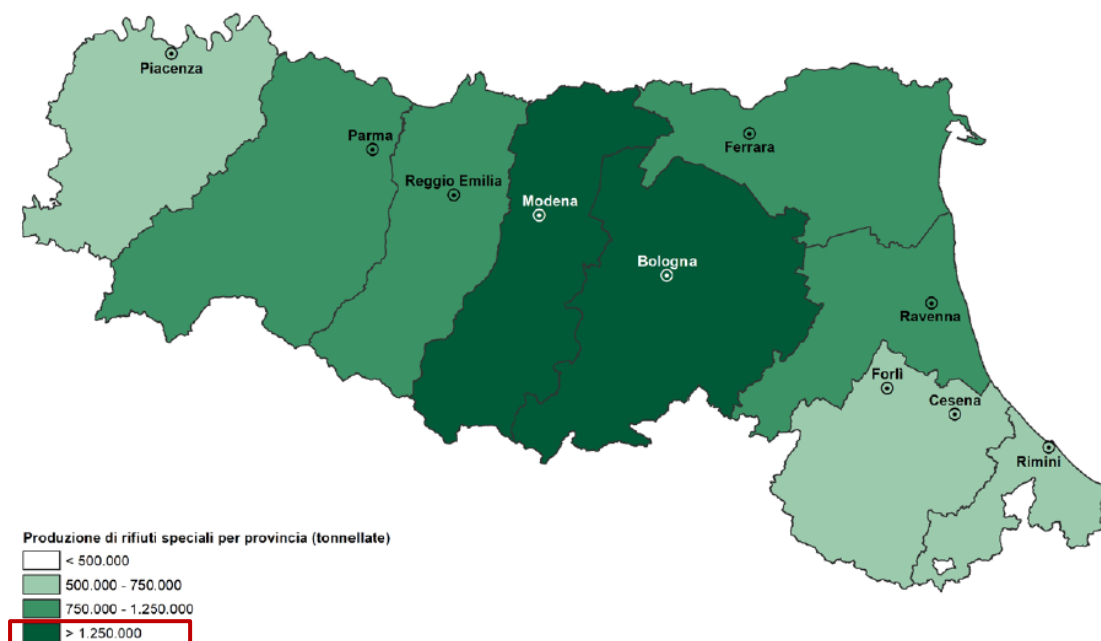 Piacenza
Parma
Ferrara
Reggio Emilia
Modena
Bologna
Ravenna
Forlì
Cesena
Rimini
Produzione di rifiuti speciali per provincia (tonnellate)
< 500.000
500.000 - 750.000
750.000 - 1.250.000
> 1.250.000